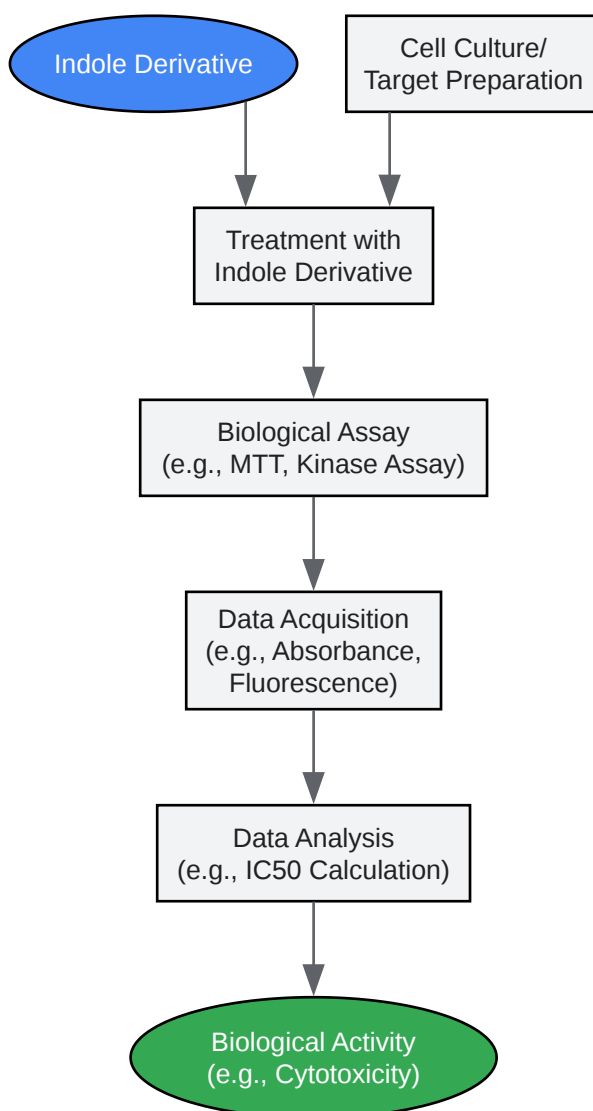 Indole Derivative
Cell Culture/
Target Preparation
Treatment with
Indole Derivative
Biological Assay
(e.g., MTT, Kinase Assay)
Data Acquisition
(e.g., Absorbance,
Fluorescence)
Data Analysis
(e.g., IC50 Calculation)
Biological Activity
(e.g., Cytotoxicity)